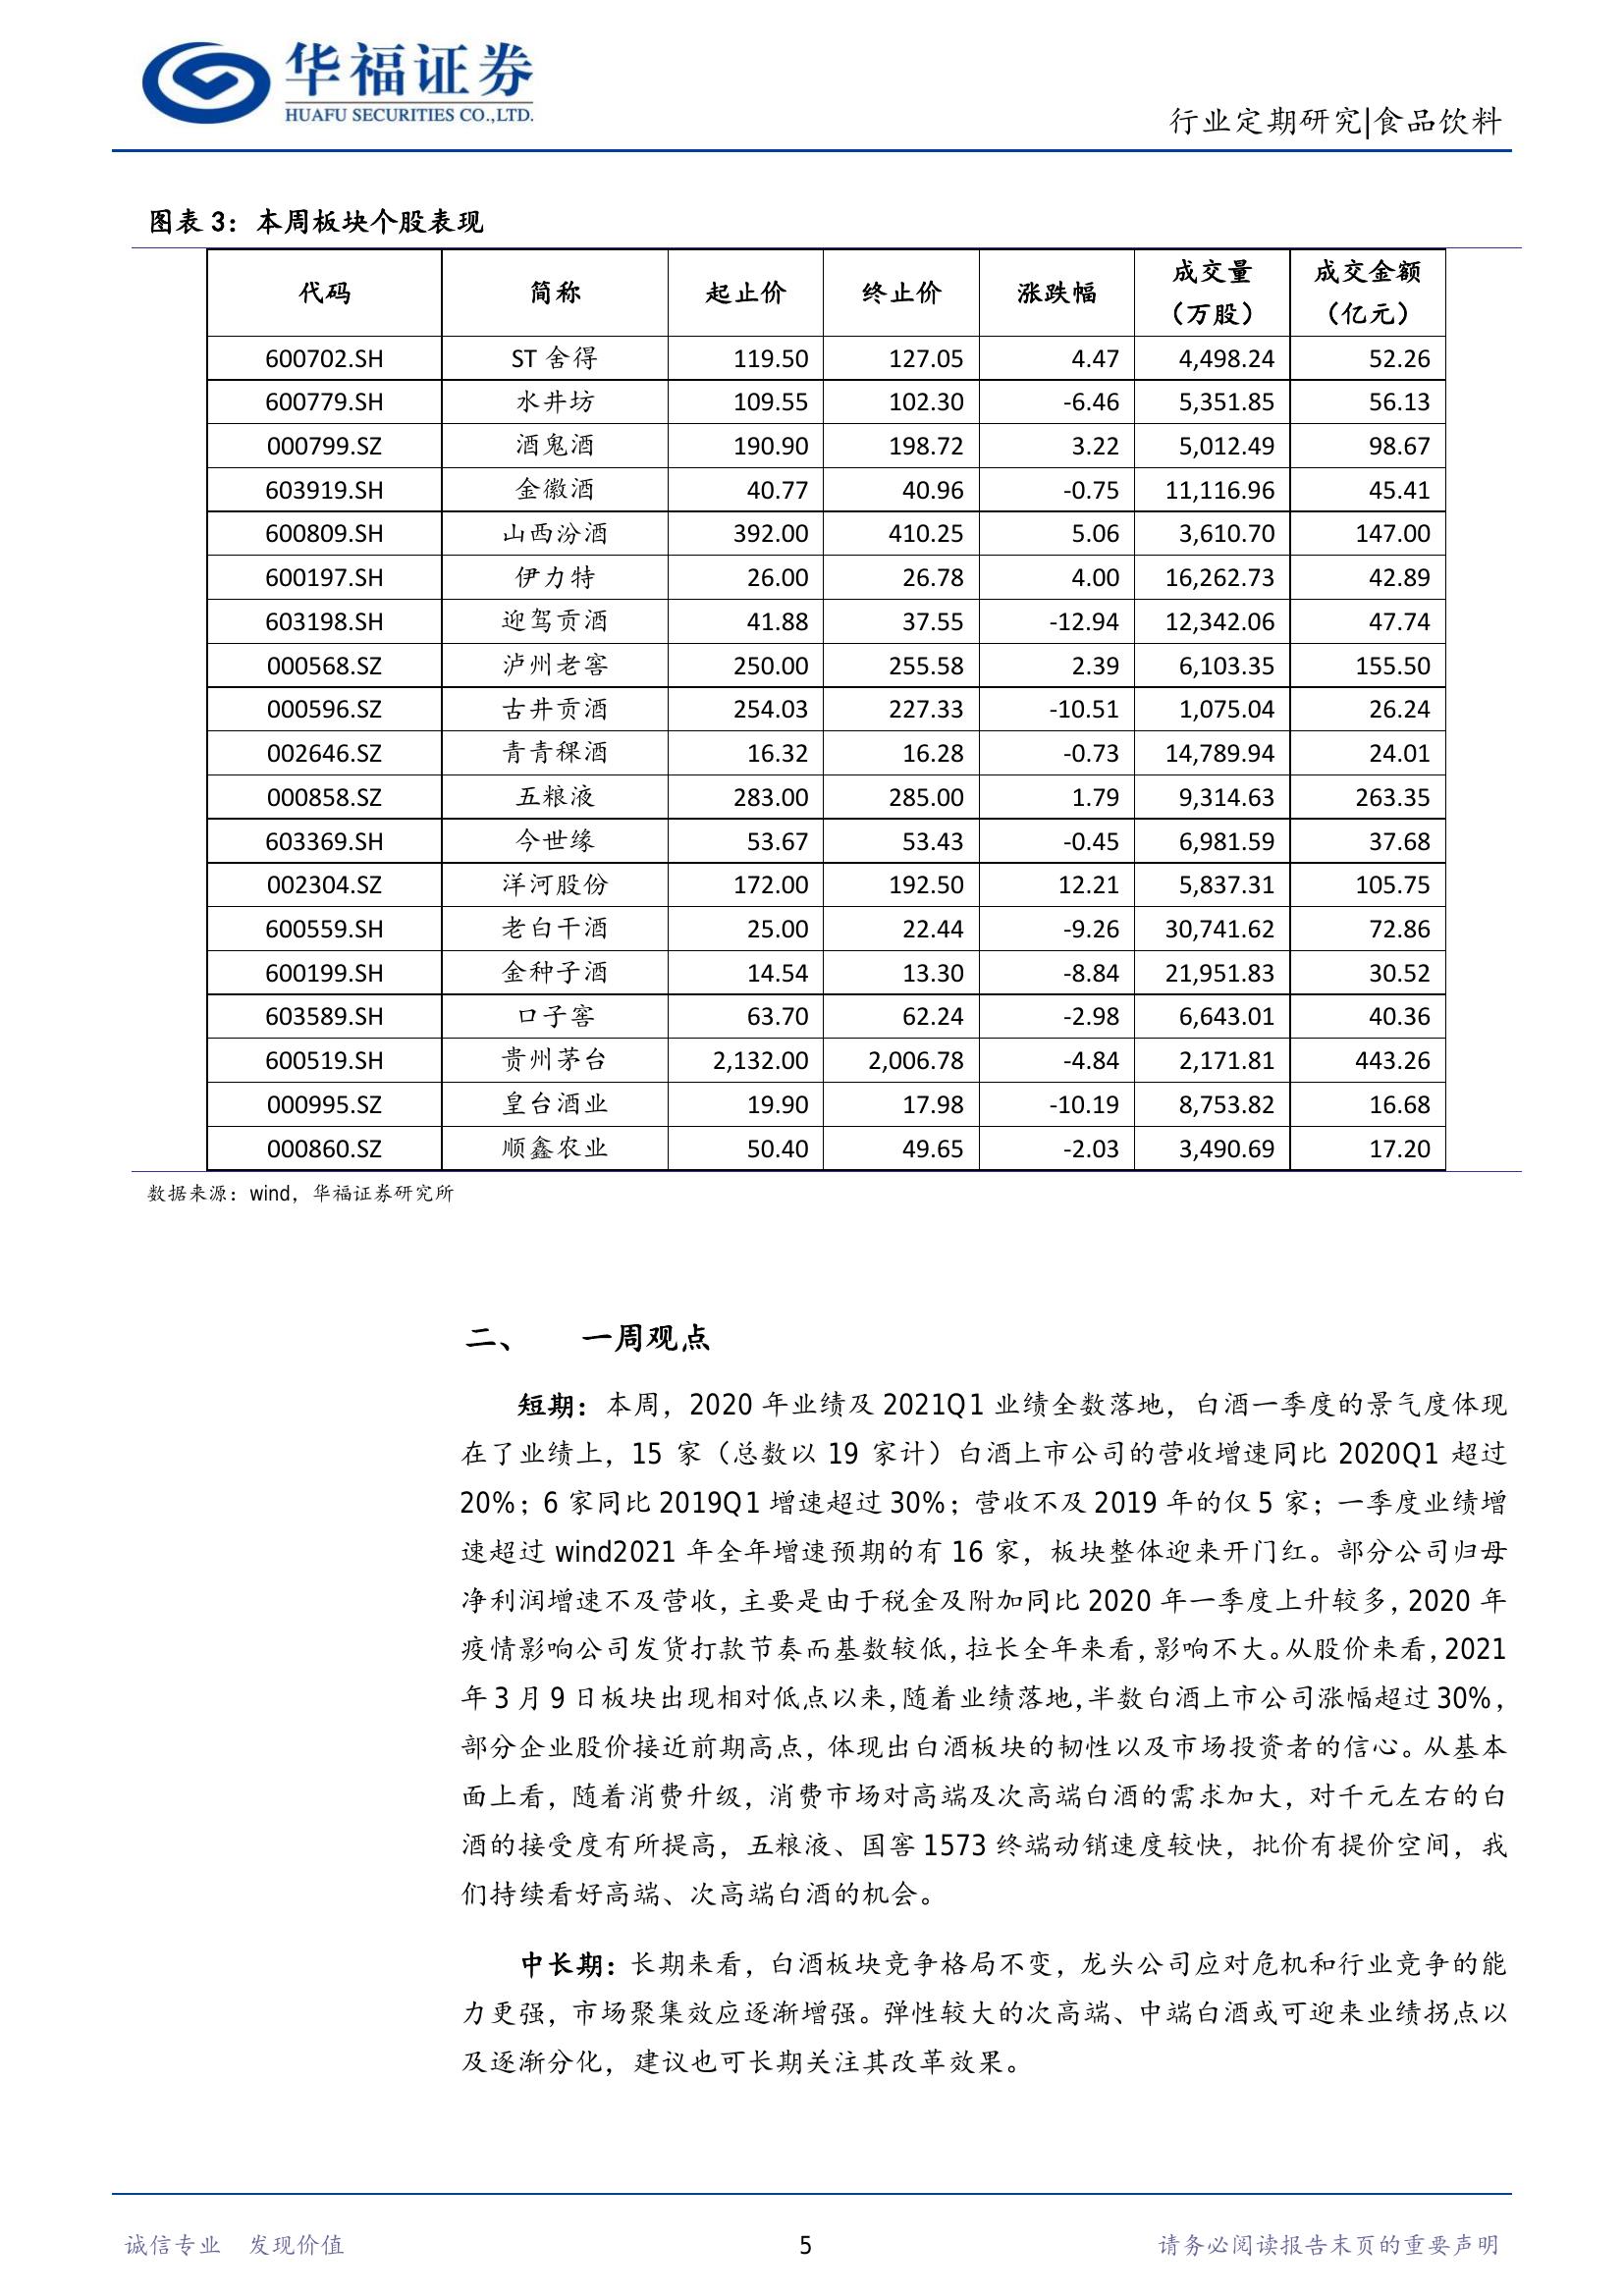 华福证券
HUAFU SECURITIES CO.,LTD.
行业定期研究|食品饮料
图表 3：本周板块个股表现
代码 简称 起止价 终止价 涨跌幅 成交量（万股） 成交金额（亿元）
600702.SH ST 舍得 119.50 127.05 4.47 4,498.24 52.26
600779.SH 水井坊 109.55 102.30 -6.46 5,351.85 56.13
000799.SZ 酒鬼酒 190.90 198.72 3.22 5,012.49 98.67
603919.SH 金徽酒 40.77 40.96 -0.75 11,116.96 45.41
600809.SH 山西汾酒 392.00 410.25 5.06 3,610.70 147.00
600197.SH 伊力特 26.00 26.78 4.00 16,262.73 42.89
603198.SH 迎驾贡酒 41.88 37.55 -12.94 12,342.06 47.74
000568.SZ 泸州老窖 250.00 255.58 2.39 6,103.35 155.50
000596.SZ 古井贡酒 254.03 227.33 -10.51 1,075.04 26.24
002646.SZ 青青稞酒 16.32 16.28 -0.73 14,789.94 24.01
000858.SZ 五粮液 283.00 285.00 1.79 9,314.63 263.35
603369.SH 今世缘 53.67 53.43 -0.45 6,981.59 37.68
002304.SZ 洋河股份 172.00 192.50 12.21 5,837.31 105.75
600559.SH 老白干酒 25.00 22.44 -9.26 30,741.62 72.86
600199.SH 金种子酒 14.54 13.30 -8.84 21,951.83 30.52
603589.SH 口子窖 63.70 62.24 -2.98 6,643.01 40.36
600519.SH 贵州茅台 2,132.00 2,006.78 -4.84 2,171.81 443.26
000995.SZ 皇台酒业 19.90 17.98 -10.19 8,753.82 16.68
000860.SZ 顺鑫农业 50.40 49.65 -2.03 3,490.69 17.20
数据来源：wind，华福证券研究所
二、 一周观点
短期：本周，2020 年业绩及 2021Q1 业绩全数落地，白酒一季度的景气度体现
在了业绩上，15 家（总数以 19 家计）白酒上市公司的营收增速同比 2020Q1 超过
20%；6 家同比 2019Q1 增速超过 30%；营收不及 2019 年的仅 5 家；一季度业绩增
速超过 wind2021 年全年增速预期的有 16 家，板块整体迎来开门红。部分公司归母
净利润增速不及营收，主要是由于税金及附加同比 2020 年一季度上升较多，2020 年
疫情影响公司发货打款节奏而基数较低，拉长全年来看，影响不大。从股价来看，2021
年 3 月 9 日板块出现相对低点以来，随着业绩落地，半数白酒上市公司涨幅超过 30%，
部分企业股价接近前期高点，体现出白酒板块的韧性以及市场投资者的信心。从基本
面上看，随着消费升级，消费市场对高端及次高端白酒的需求加大，对千元左右的白
酒的接受度有所提高，五粮液、国窖 1573 终端动销速度较快，批价有提价空间，我
们持续看好高端、次高端白酒的机会。
中长期：长期来看，白酒板块竞争格局不变，龙头公司应对危机和行业竞争的能
力更强，市场聚集效应逐渐增强。弹性较大的次高端、中端白酒或可迎来业绩拐点以
及逐渐分化，建议也可长期关注其改革效果。
诚信专业 发现价值 5 请务必阅读报告末页的重要声明